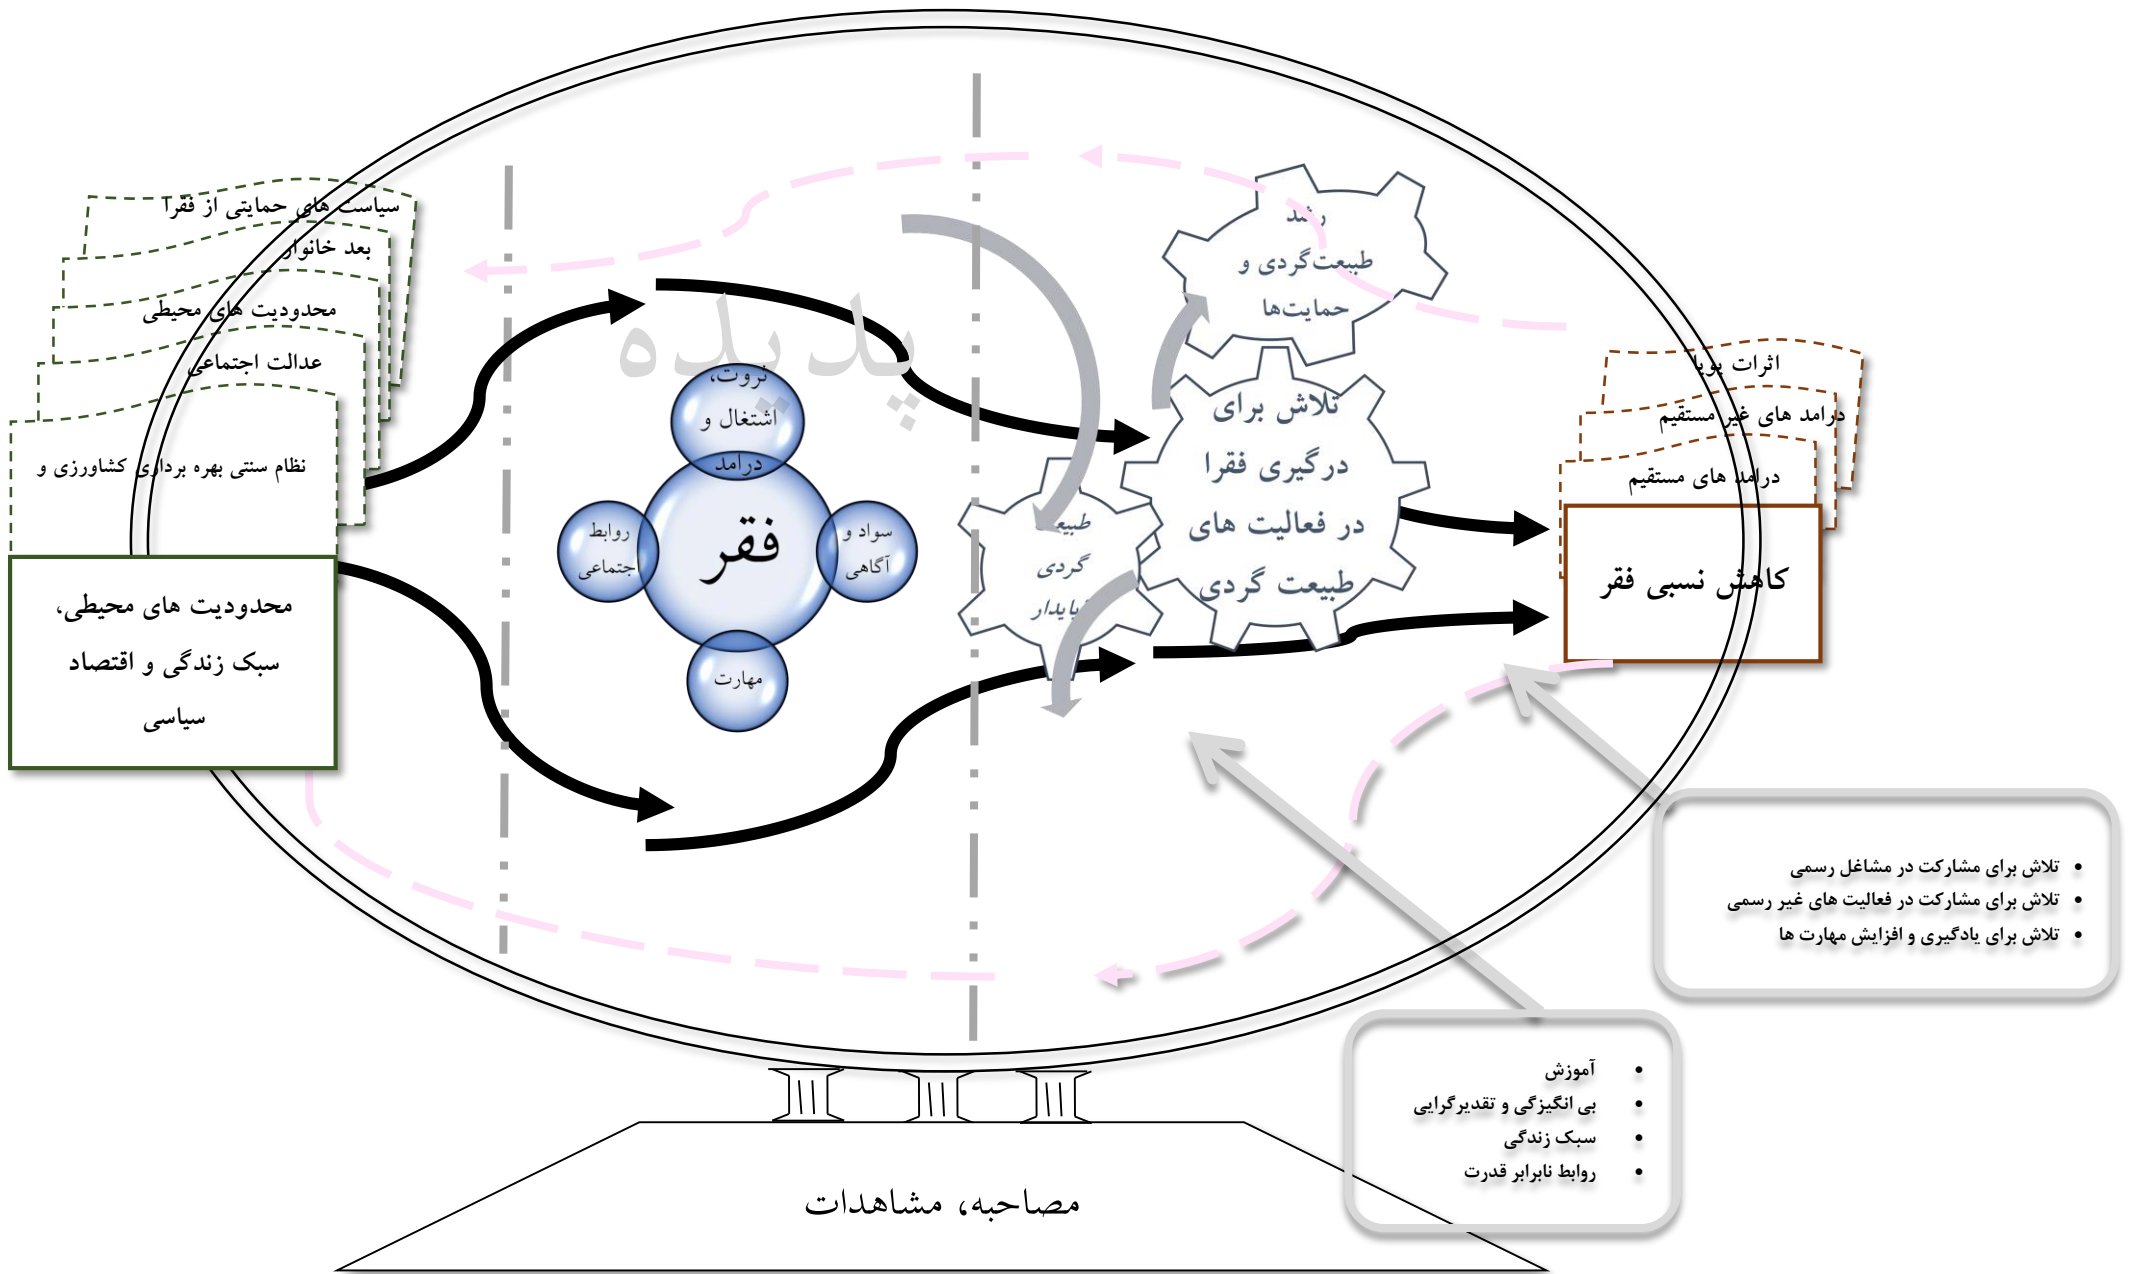 سیاست های حمایتی از فقرا
بعد خانوار
محدودیت های محیطی
عدالت اجتماعی
نظام سنتی بهره برداری کشاورزی و
محدودیت های محیطی،
سبک زندگی و اقتصاد
سیاسی
پدیده
ثروت،
اشتغال و
درامد
فقر
روابط
اجتماعی
سواد و
آگاهی
مهارت
رشد
طبیعت‌گردی و
حمایت‌ها
تلاش برای
درگیری فقرا
در فعالیت های
طبیعت گردی
طبیعت
گردی
ناپایدار
اثرات پویا
درامد های غیر مستقیم
درامد های مستقیم
کاهش نسبی فقر
• تلاش برای مشارکت در مشاغل رسمی
• تلاش برای مشارکت در فعالیت های غیر رسمی
• تلاش برای یادگیری و افزایش مهارت ها
• آموزش
• بی انگیزگی و تقدیرگرایی
• سبک زندگی
• روابط نابرابر قدرت
مصاحبه، مشاهدات